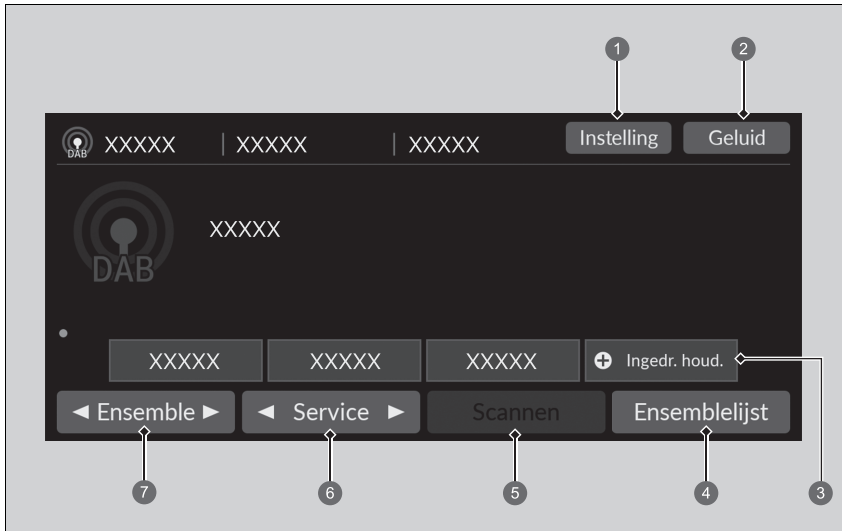 1 2
DAB XXXXX | XXXXX | XXXXX Instelling Geluid
DAB XXXXX
XXXXX XXXXX XXXXX Ingedr. houd.
◄ Ensemble ► ◄ Service ► Scannen Ensemblelijst
7 6 5 4 3